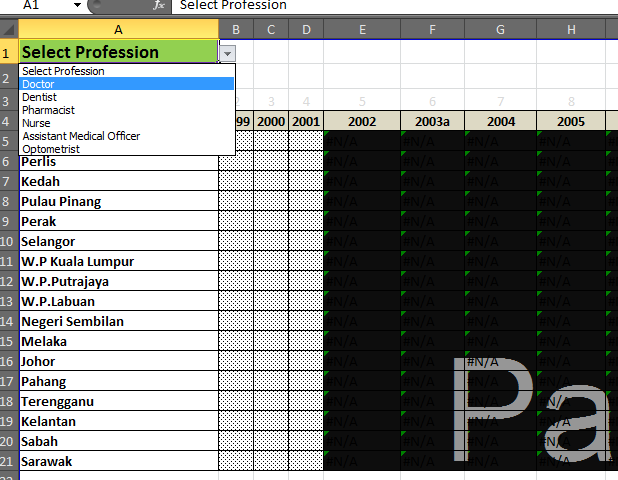 A1 fx Select Profession
A B C D E F G H
1 Select Profession
2 Select Profession
Doctor
3 Dentist 2 3 4 5 6 7 8
Pharmacist
4 Nurse 99 2000 2001 2002 2003a 2004 2005
5 Assistant Medical Officer #N/A #N/A #N/A #N/A
Optometrist
6 Perlis #N/A #N/A #N/A #N/A
7 Kedah #N/A #N/A #N/A #N/A
8 Pulau Pinang #N/A #N/A #N/A #N/A
9 Perak #N/A #N/A #N/A #N/A
10 Selangor #N/A #N/A #N/A #N/A
11 W.P Kuala Lumpur #N/A #N/A #N/A #N/A
12 W.P.Putrajaya #N/A #N/A #N/A #N/A
13 W.P.Labuan #N/A #N/A #N/A #N/A
14 Negeri Sembilan #N/A #N/A #N/A #N/A
15 Melaka #N/A #N/A #N/A #N/A
16 Johor #N/A #N/A #N/A #N/A
17 Pahang #N/A #N/A #N/A #N/A
18 Terengganu #N/A #N/A #N/A #N/A
19 Kelantan #N/A #N/A #N/A #N/A
20 Sabah #N/A #N/A #N/A #N/A
21 Sarawak #N/A #N/A #N/A #N/A
Pa